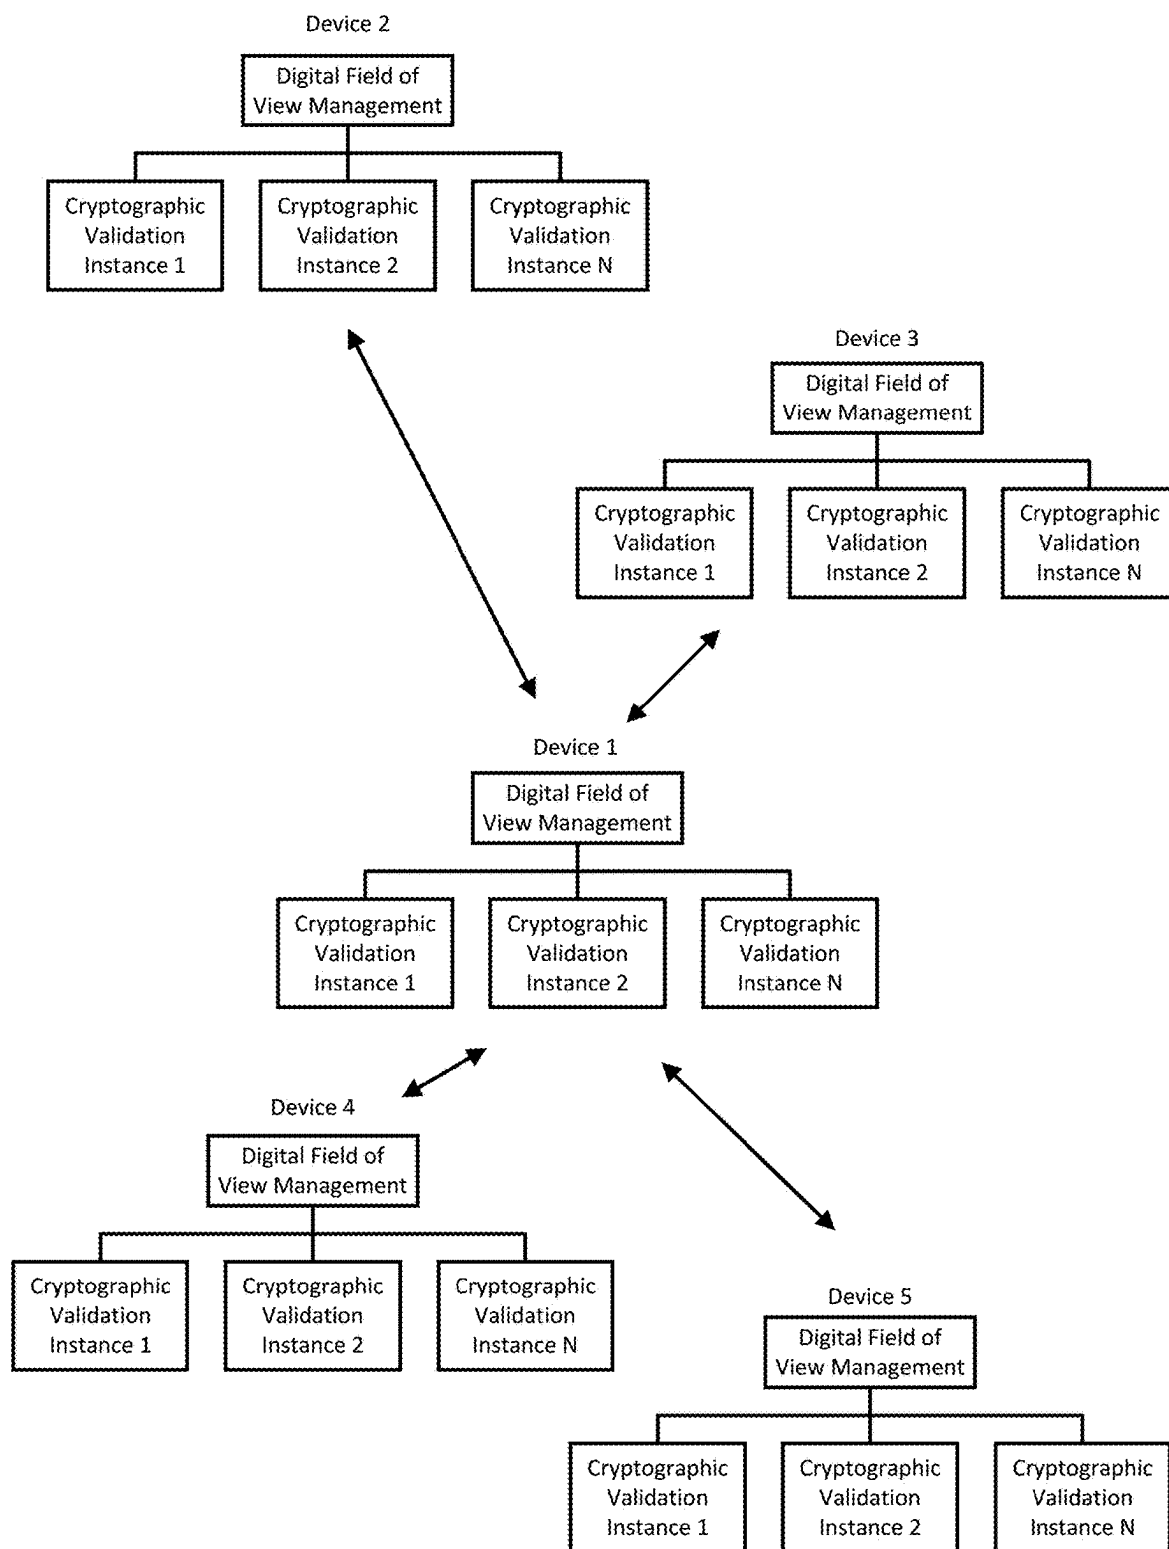 Device 2
Digital Field of
View Management
Cryptographic
Validation
Instance 1
Cryptographic
Validation
Instance 2
Cryptographic
Validation
Instance N
Device 3
Digital Field of
View Management
Cryptographic
Validation
Instance 1
Cryptographic
Validation
Instance 2
Cryptographic
Validation
Instance N
Device 1
Digital Field of
View Management
Cryptographic
Validation
Instance 1
Cryptographic
Validation
Instance 2
Cryptographic
Validation
Instance N
Device 4
Digital Field of
View Management
Cryptographic
Validation
Instance 1
Cryptographic
Validation
Instance 2
Cryptographic
Validation
Instance N
Device 5
Digital Field of
View Management
Cryptographic
Validation
Instance 1
Cryptographic
Validation
Instance 2
Cryptographic
Validation
Instance N